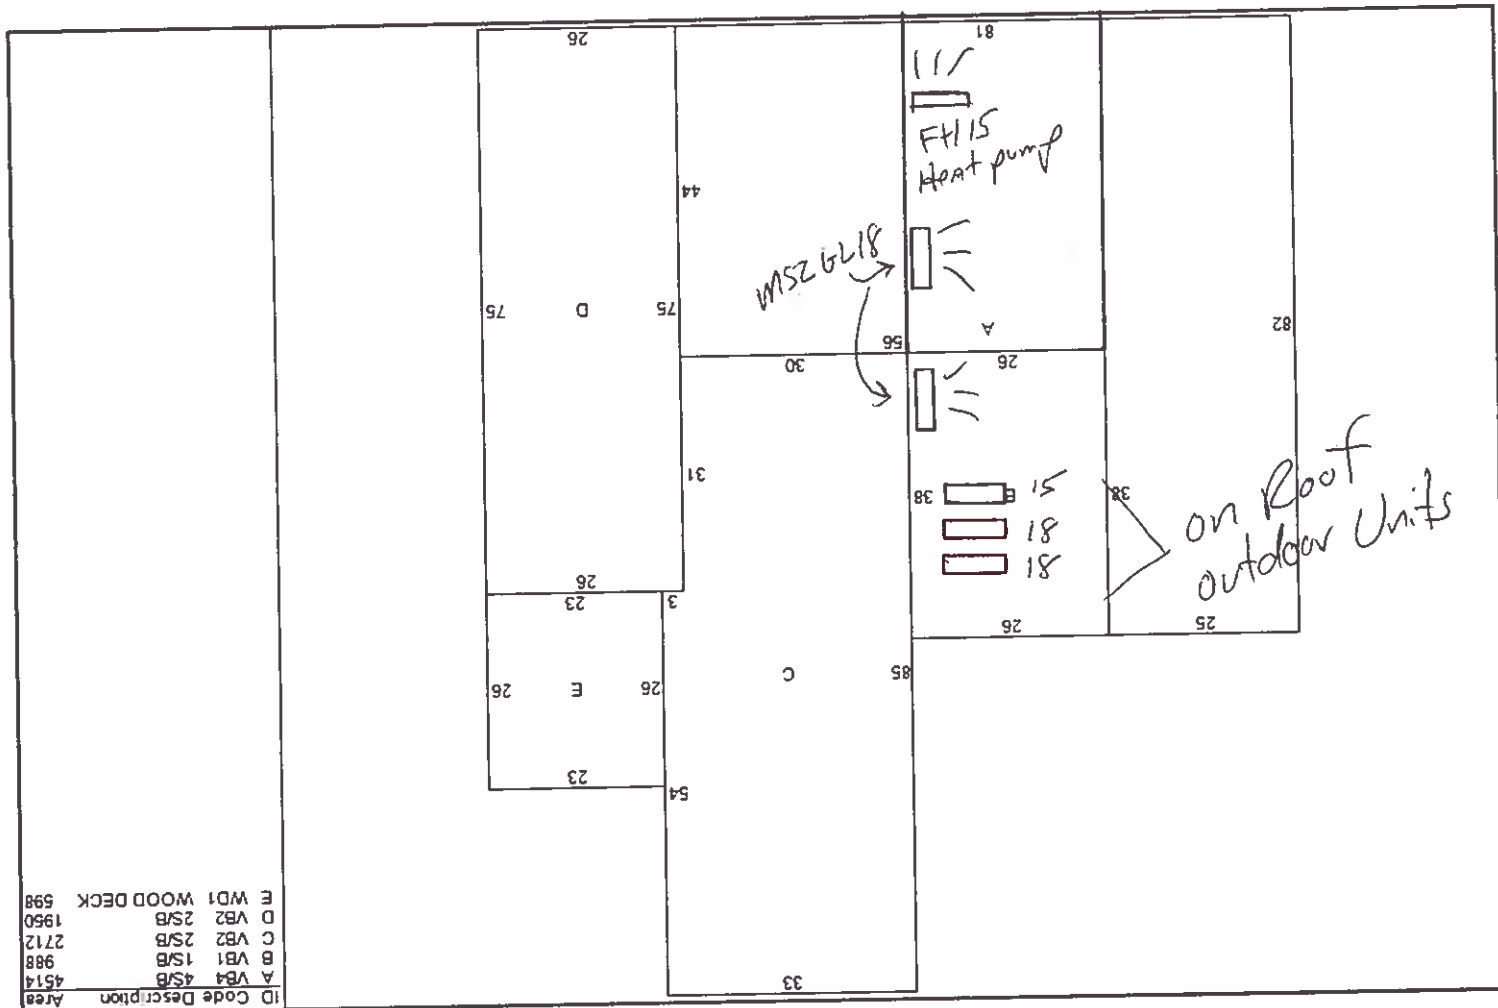 26
81
FH15
Heat pump
44
MSZ GL18
75
D
75
82
A
56
30
26
31
38
15
38
18
18
on Roof
outdoor Units
26
23
3
26
25
C
85
26
E
26
23
54
33
ID Code Description Area
A VB4 4S/B 4514
B VB1 1S/B 988
C VB2 2S/B 2712
D VB2 2S/B 1950
E WD1 WOOD DECK 598